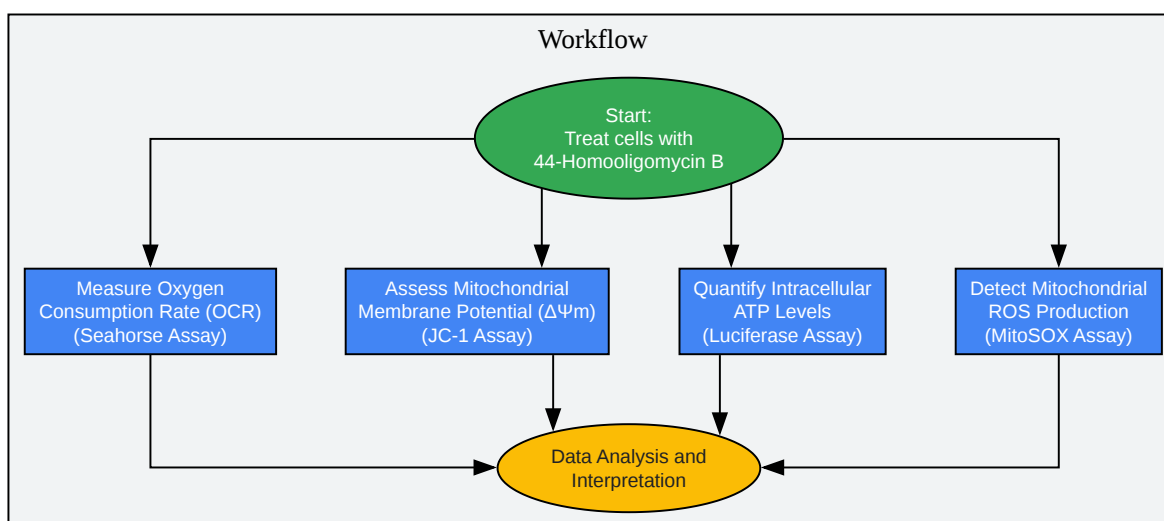 Workflow
Start:
Treat cells with
44-Homooligomycin B
Measure Oxygen
Consumption Rate (OCR)
(Seahorse Assay)
Assess Mitochondrial
Membrane Potential (ΔΨm)
(JC-1 Assay)
Quantify Intracellular
ATP Levels
(Luciferase Assay)
Detect Mitochondrial
ROS Production
(MitoSOX Assay)
Data Analysis and
Interpretation